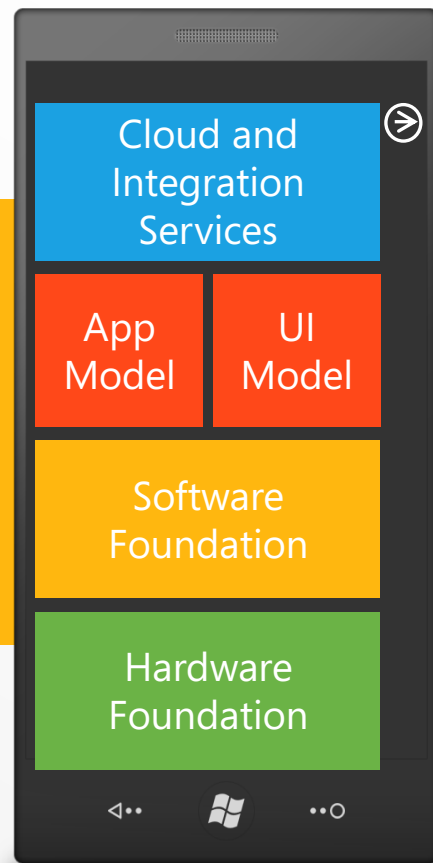 Cloud and
Integration
Services
App
Model
UI
Model
Software
Foundation
Hardware
Foundation